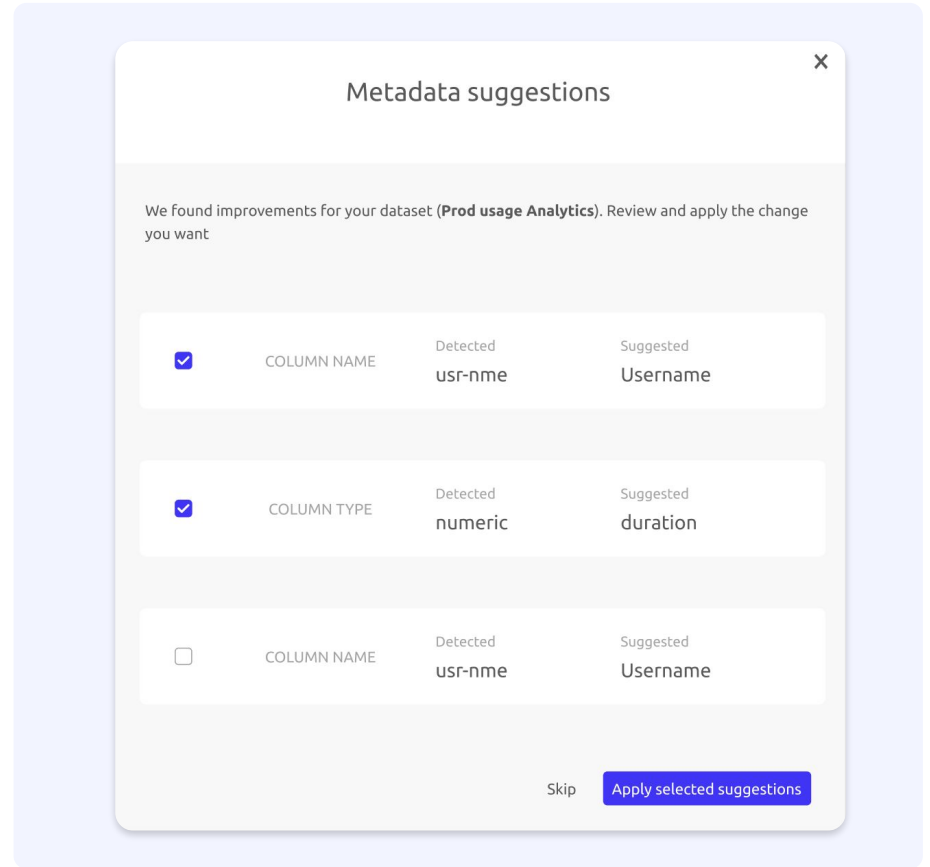 Metadata suggestions
We found improvements for your dataset (Prod usage Analytics). Review and apply the change
you want
COLUMN NAME
Detected
usr-nme
Suggested
Username
COLUMN TYPE
Detected
numeric
Suggested
duration
COLUMN NAME
Detected
usr-nme
Suggested
Username
Skip
Apply selected suggestions